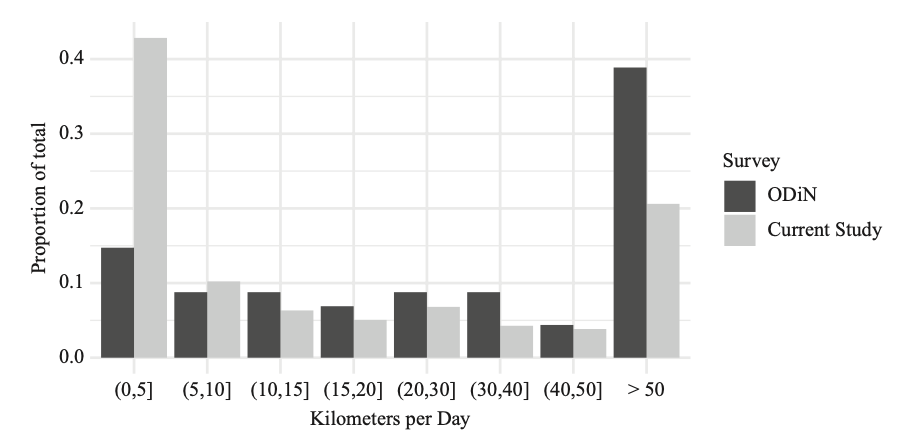 Proportion of total
0.4
0.3
0.2
0.1
0.0
(0,5] (5,10] (10,15] (15,20] (20,30] (30,40] (40,50] > 50
Kilometers per Day
Survey
ODiN
Current Study